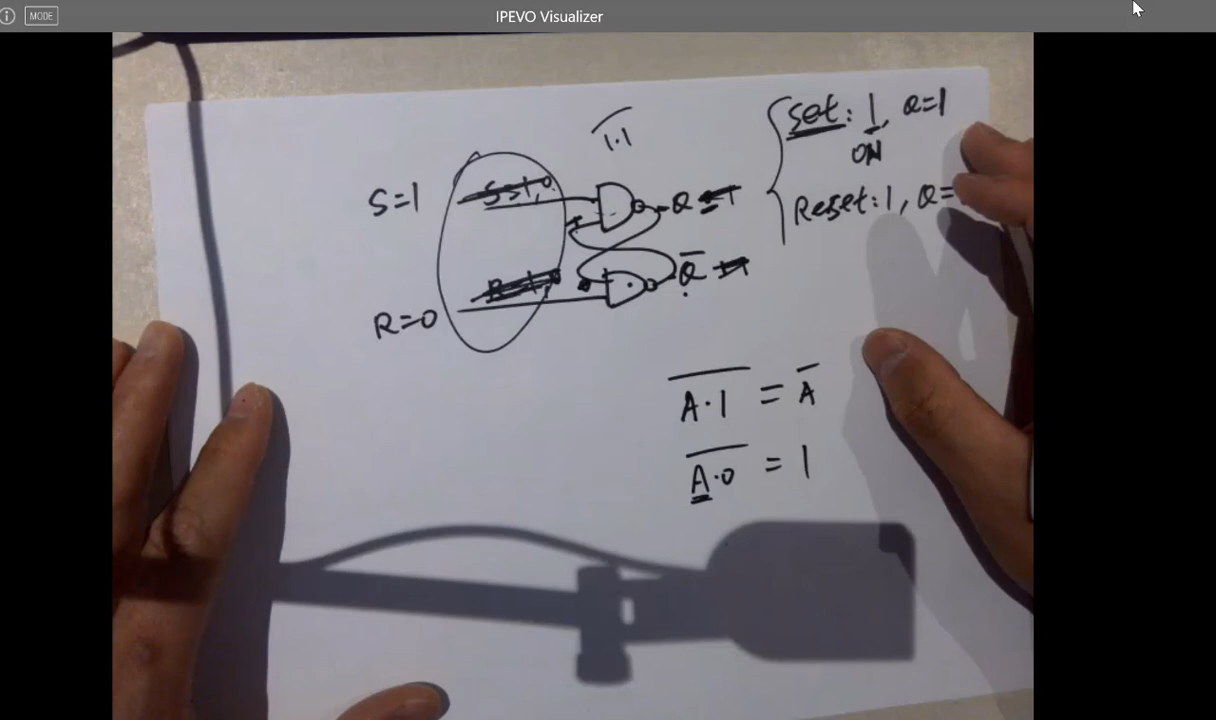 MODE
IPEVO Visualizer
1.1
set: 1, Q=1
ON
S=1
Q
Reset: 1, Q=
Q̅
R=0
A̅·̅1̅ = A̅
A̅·̅0̅ = 1